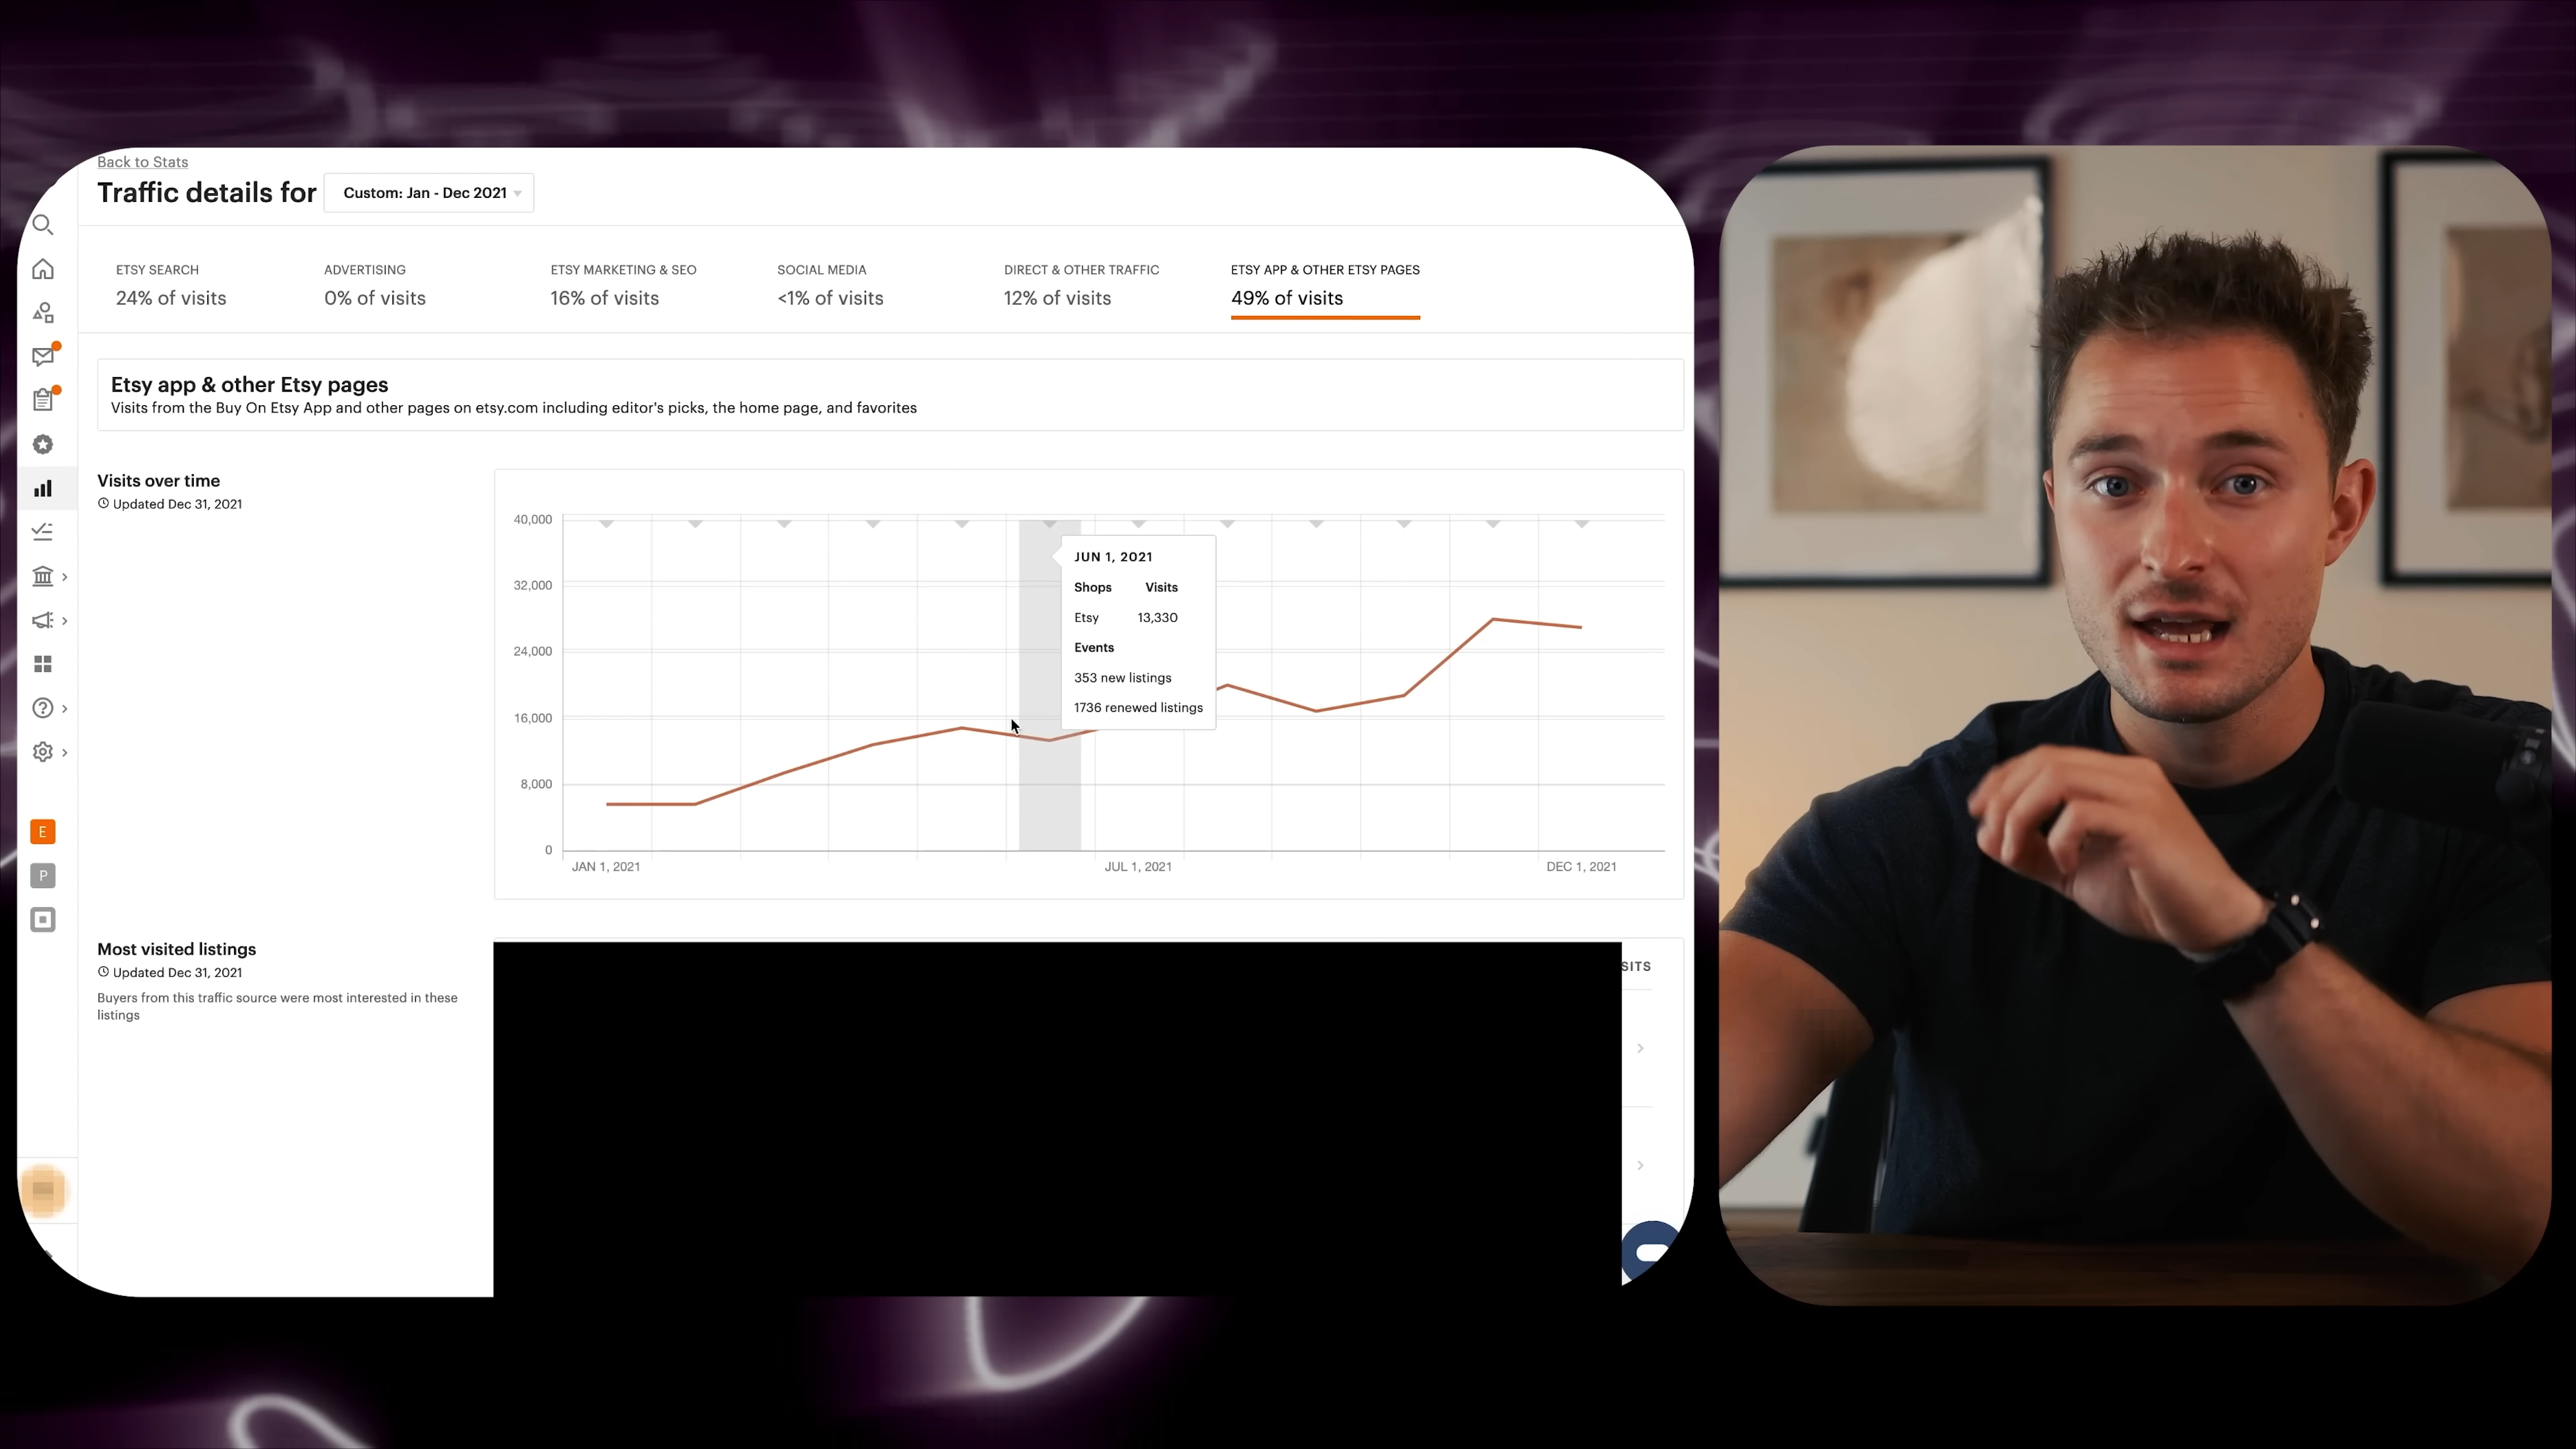 Back to Stats
Traffic details for
Custom: Jan - Dec 2021
ETSY SEARCH
24% of visits
ADVERTISING
0% of visits
ETSY MARKETING & SEO
16% of visits
SOCIAL MEDIA
<1% of visits
DIRECT & OTHER TRAFFIC
12% of visits
ETSY APP & OTHER ETSY PAGES
49% of visits
Etsy app & other Etsy pages
Visits from the Buy On Etsy App and other pages on etsy.com including editor's picks, the home page, and favorites
Visits over time
Updated Dec 31, 2021
40,000
32,000
24,000
16,000
8,000
0
JAN 1, 2021
JUL 1, 2021
DEC 1, 2021
JUN 1, 2021
Shops Visits
Etsy 13,330
Events
353 new listings
1736 renewed listings
E
P
Most visited listings
Updated Dec 31, 2021
Buyers from this traffic source were most interested in these
listings
SITS